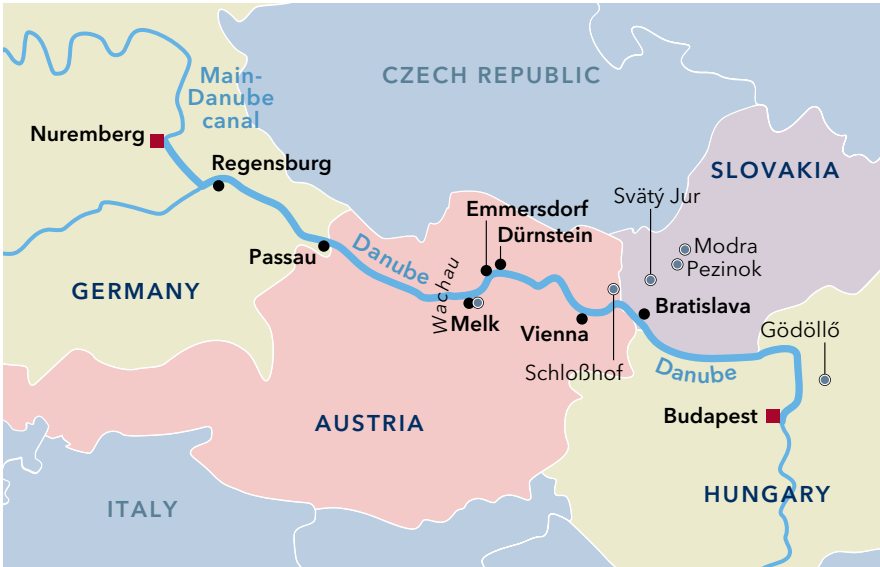 CZECH REPUBLIC
Main-
Danube
canal
Nuremberg
Regensburg
SLOVAKIA
Svätý Jur
Emmersdorf
Dürnstein
Modra
Pezinok
Passau
Danube
Wachau
GERMANY
Melk
Vienna
Bratislava
Schloßhof
Gödöllő
Danube
AUSTRIA
Budapest
ITALY
HUNGARY